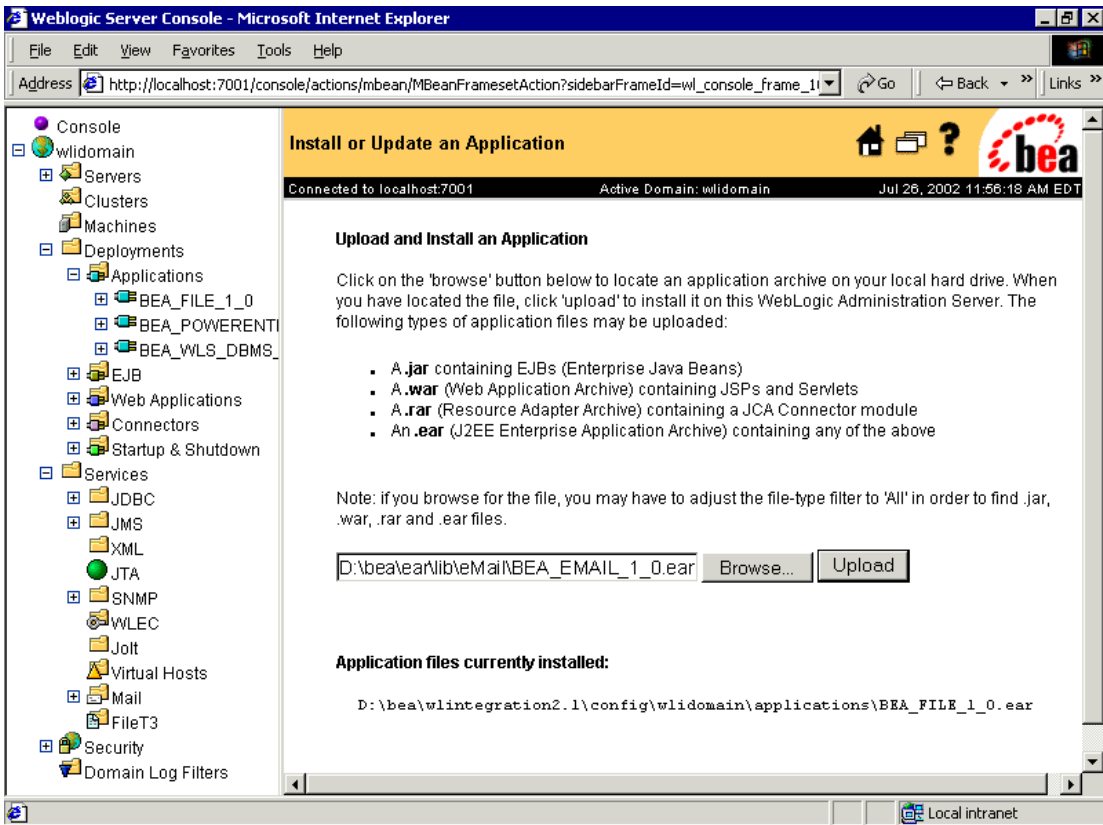 Weblogic Server Console - Microsoft Internet Explorer
File Edit View Favorites Tools Help
Address http://localhost:7001/console/actions/mbean/MBeanFramesetAction?sidebarFrameId=wl_console_frame_1 Go Back » Links »
Console
wlidomain
Servers
Clusters
Machines
Deployments
Applications
BEA_FILE_1_0
BEA_POWERENTI
BEA_WLS_DBMS_
EJB
Web Applications
Connectors
Startup & Shutdown
Services
JDBC
JMS
XML
JTA
SNMP
WLEC
Jolt
Virtual Hosts
Mail
FileT3
Security
Domain Log Filters
Install or Update an Application
? bea
Connected to localhost:7001 Active Domain: wlidomain Jul 26, 2002 11:56:18 AM EDT
Upload and Install an Application
Click on the 'browse' button below to locate an application archive on your local hard drive. When
you have located the file, click 'upload' to install it on this WebLogic Administration Server. The
following types of application files may be uploaded:
A .jar containing EJBs (Enterprise Java Beans)
A .war (Web Application Archive) containing JSPs and Servlets
A .rar (Resource Adapter Archive) containing a JCA Connector module
An .ear (J2EE Enterprise Application Archive) containing any of the above
Note: if you browse for the file, you may have to adjust the file-type filter to 'All' in order to find .jar,
.war, .rar and .ear files.
D:\bea\ear\lib\eMail\BEA_EMAIL_1_0.ear Browse... Upload
Application files currently installed:
D:\bea\wlintegration2.1\config\wlidomain\applications\BEA_FILE_1_0.ear
Local intranet